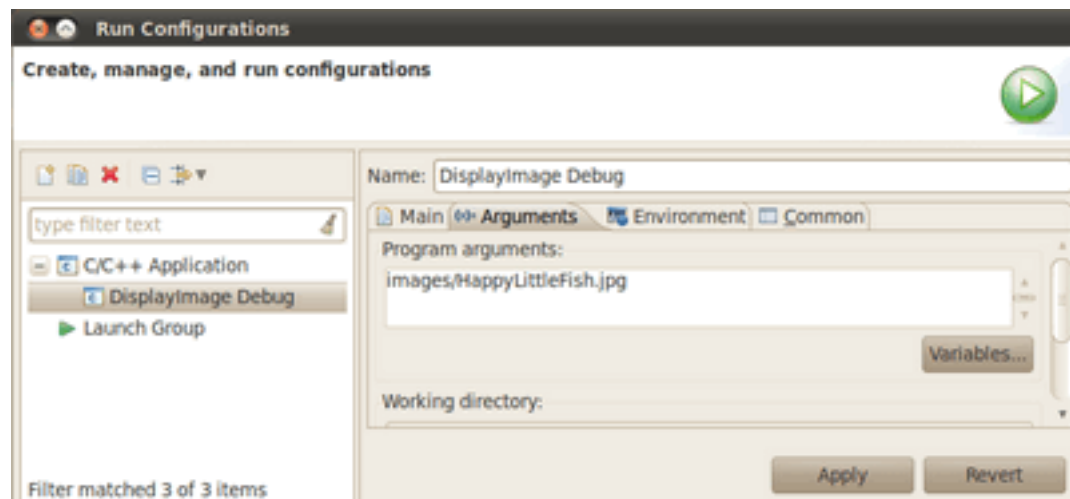 Run Configurations
Create, manage, and run configurations
Name: DisplayImage Debug
type filter text
Main Arguments Environment Common
Program arguments:
C/C++ Application
images/HappyLittleFish.jpg
DisplayImage Debug
Launch Group
Variables...
Working directory:
Apply Revert
Filter matched 3 of 3 items